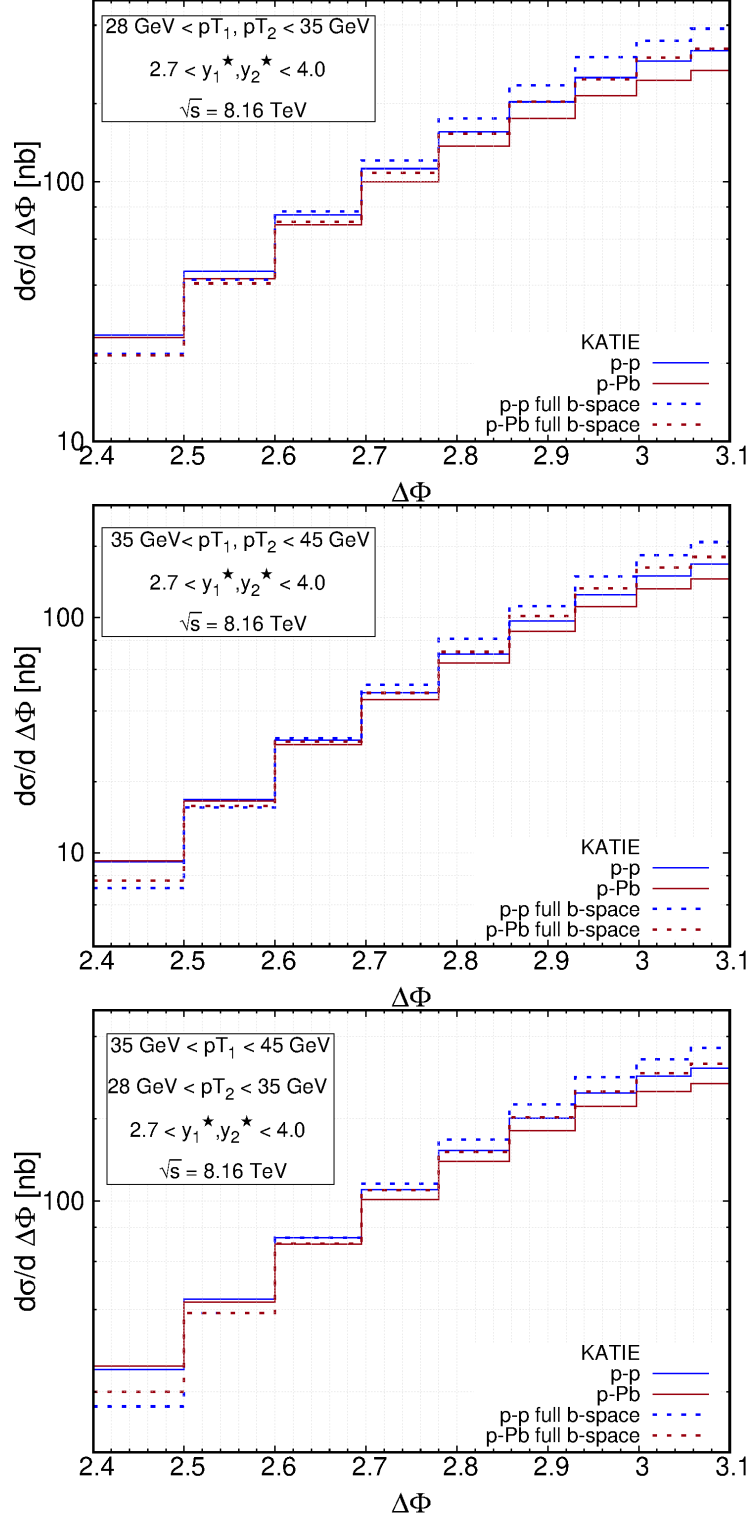 28 GeV < pT₁, pT₂ < 35 GeV
2.7 < y₁★,y₂★ < 4.0
√s = 8.16 TeV
dσ/d ΔΦ [nb]
100
10
KATIE
p-p
p-Pb
p-p full b-space
p-Pb full b-space
2.4 2.5 2.6 2.7 2.8 2.9 3 3.1
ΔΦ
35 GeV< pT₁, pT₂ < 45 GeV
2.7 < y₁★,y₂★ < 4.0
√s = 8.16 TeV
dσ/d ΔΦ [nb]
100
10
KATIE
p-p
p-Pb
p-p full b-space
p-Pb full b-space
2.4 2.5 2.6 2.7 2.8 2.9 3 3.1
ΔΦ
35 GeV < pT₁ < 45 GeV
28 GeV < pT₂ < 35 GeV
2.7 < y₁★,y₂★ < 4.0
√s = 8.16 TeV
dσ/d ΔΦ [nb]
100
KATIE
p-p
p-Pb
p-p full b-space
p-Pb full b-space
2.4 2.5 2.6 2.7 2.8 2.9 3 3.1
ΔΦ